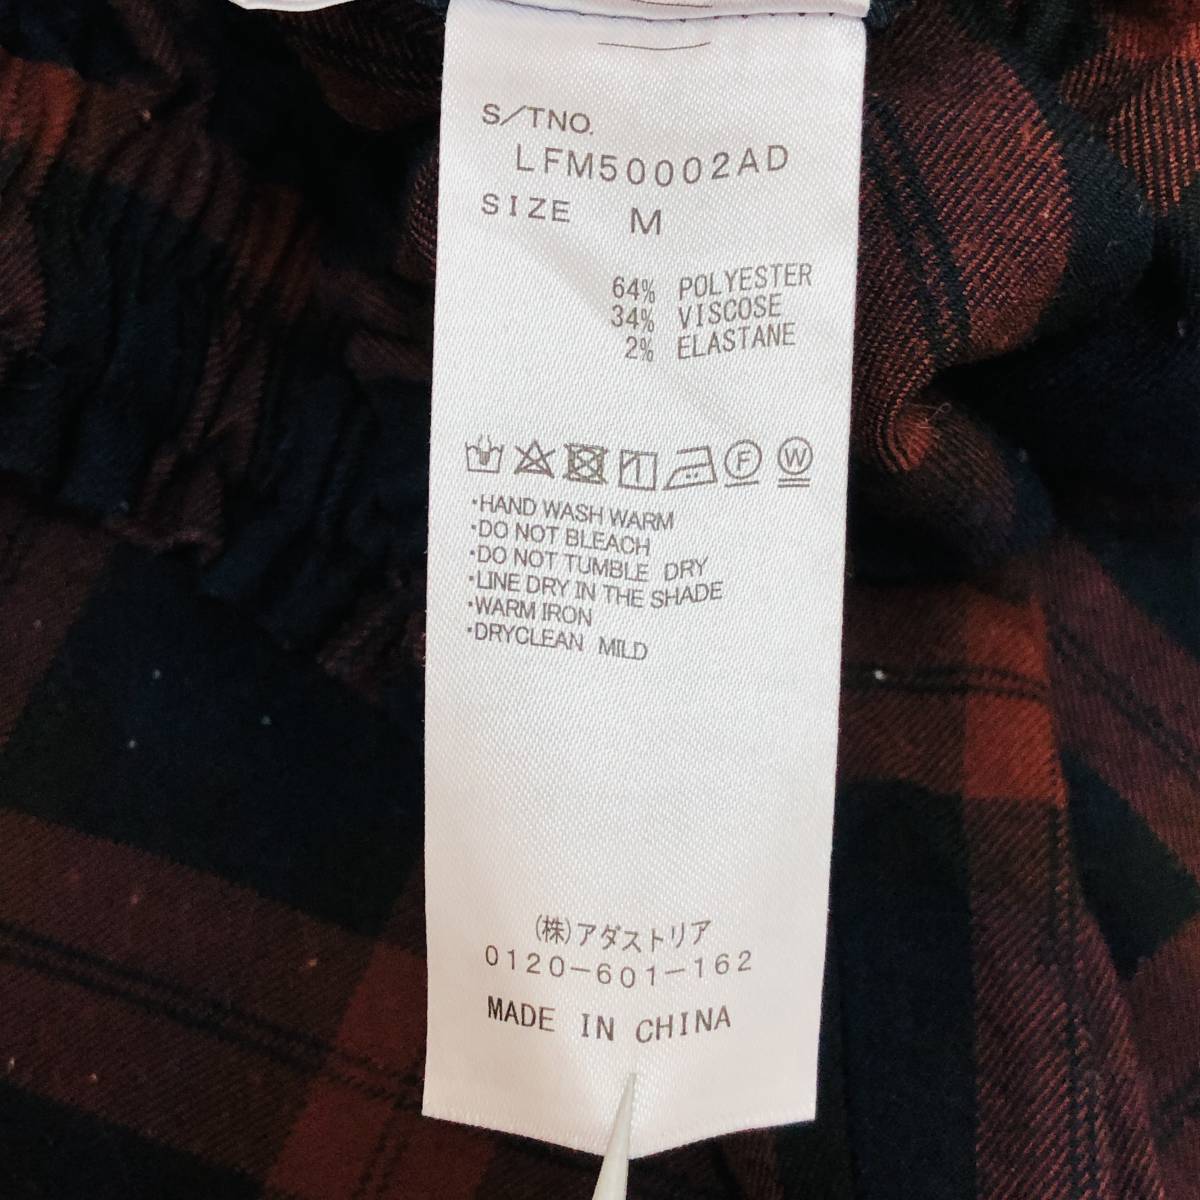 S/TNO.
LFM50002AD
SIZE M
64% POLYESTER
34% VISCOSE
2% ELASTANE
F W
·HAND WASH WARM
·DO NOT BLEACH
·DO NOT TUMBLE DRY
·LINE DRY IN THE SHADE
·WARM IRON
·DRYCLEAN MILD
(株)アダストリア
0120-601-162
MADE IN CHINA